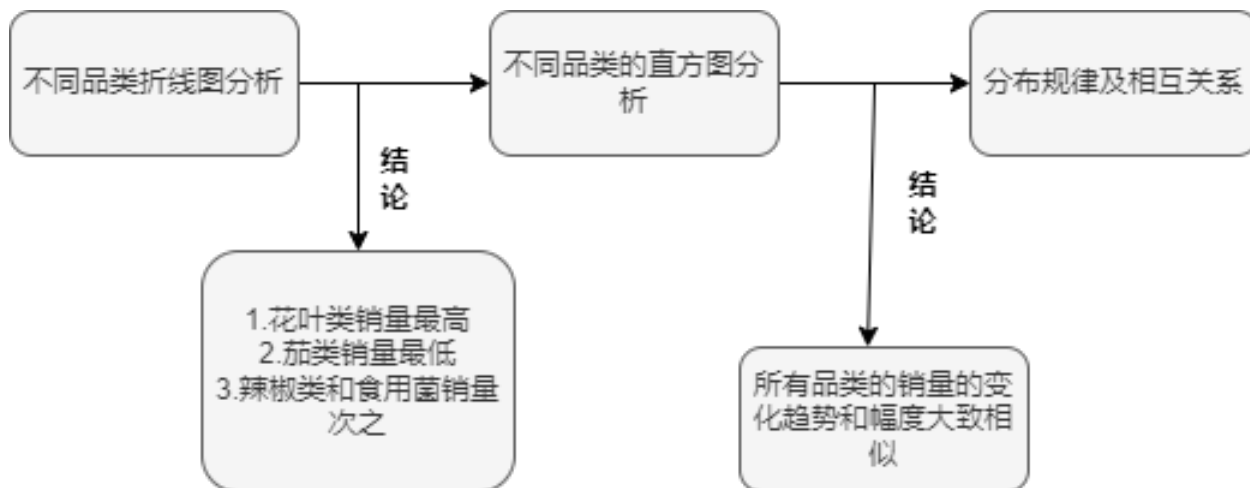 不同品类折线图分析
不同品类的直方图分
析
分布规律及相互关系
结
论
结
论
1.花叶类销量最高
2.茄类销量最低
3.辣椒类和食用菌销量
次之
所有品类的销量的变
化趋势和幅度大致相
似